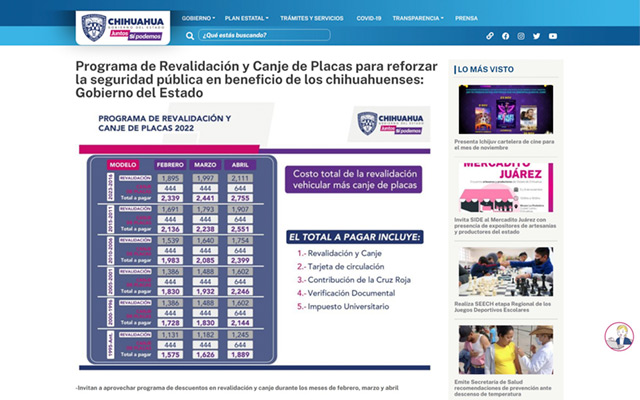 CHIHUAHUA
GOBIERNO DEL ESTADO
Juntos Sí podemos
GOBIERNO PLAN ESTATAL TRÁMITES Y SERVICIOS COVID-19 TRANSPARENCIA PRENSA
¿Qué estás buscando?
Programa de Revalidación y Canje de Placas para reforzar
la seguridad pública en beneficio de los chihuahuenses:
Gobierno del Estado
PROGRAMA DE REVALIDACIÓN Y
CANJE DE PLACAS 2022
CHIHUAHUA
GOBIERNO DEL ESTADO
Juntos Sí podemos
MODELO FEBRERO MARZO ABRIL
2023-2016
REVALIDACIÓN 1,895 1,997 2,111
444 444 644
Total a pagar 2,339 2,441 2,755
2015-2011
REVALIDACIÓN 1,691 1,793 1,907
444 444 644
Total a pagar 2,136 2,238 2,551
2010-2006
REVALIDACIÓN 1,539 1,640 1,754
444 444 644
Total a pagar 1,983 2,085 2,399
2005-2001
REVALIDACIÓN 1,386 1,488 1,602
444 444 644
Total a pagar 1,830 1,932 2,246
2000-1996
REVALIDACIÓN 1,386 1,488 1,602
444 444 644
Total a pagar 1,728 1,830 2,144
1995-Ant.
REVALIDACIÓN 1,131 1,182 1,245
444 444 644
Total a pagar 1,575 1,626 1,889
Costo total de la revalidación
vehicular más canje de placas
EL TOTAL A PAGAR INCLUYE:
1.- Revalidación y Canje
2.- Tarjeta de circulación
3.- Contribución de la Cruz Roja
4.- Verificación Documental
5.- Impuesto Universitario
-Invitan a aprovechar programa de descuentos en revalidación y canje durante los meses de febrero, marzo y abril
LO MÁS VISTO
Presenta Ichijuv cartelera de cine para
el mes de noviembre
MERCADITO
JUÁREZ
Invita SIDE al Mercadito Juárez con
presencia de expositores de artesanías
y productores del estado
Realiza SEECH etapa Regional de los
Juegos Deportivos Escolares
Emite Secretaría de Salud
recomendaciones de prevención ante
descenso de temperatura